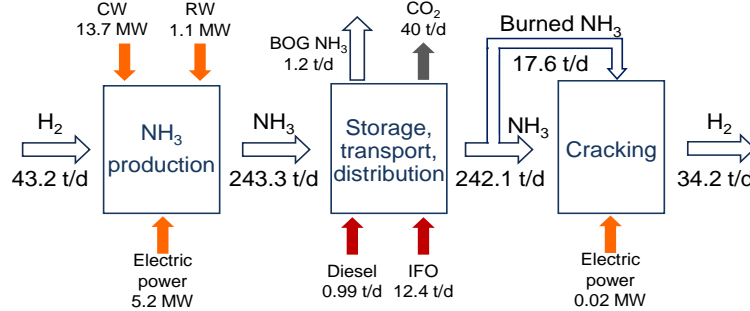 CW
13.7 MW
RW
1.1 MW
BOG NH₃
1.2 t/d
CO₂
40 t/d
Burned NH₃
17.6 t/d
H₂
43.2 t/d
NH₃
production
NH₃
243.3 t/d
Storage,
transport,
distribution
NH₃
242.1 t/d
Cracking
H₂
34.2 t/d
Electric
power
5.2 MW
Diesel
0.99 t/d
IFO
12.4 t/d
Electric
power
0.02 MW